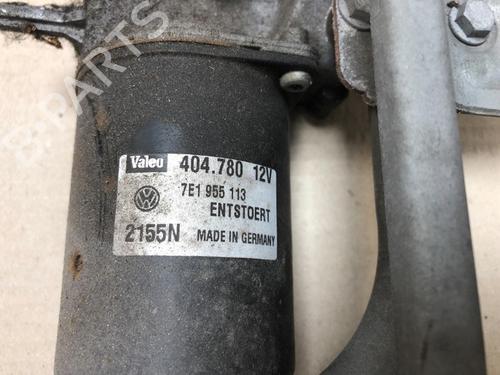 B-PARTS
Valeo 404.780 12V
7E1 955 113
ENTSTOERT
2155N MADE IN GERMANY